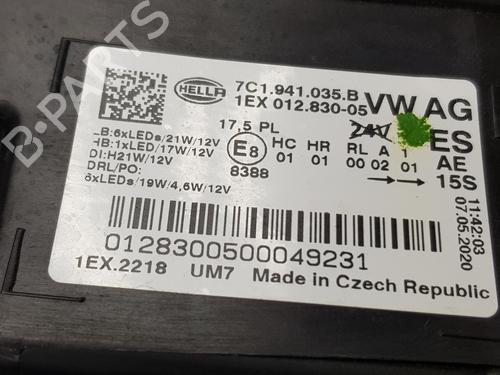 HELLA
7C1.941.035.B
1EX 012.830-05
VW AG
ES
17,5 PL
24V
LB:6xLEDs/21W/12V
HB:1xLED/17W/12V
DI:H21W/12V
DRL/PO:
6xLEDs/19W/4,6W/12V
E8
8388
HC HR RL A 1
01 01 00 02 01
AE
15S
11:42:03
07.05.2020
0128300500049231
1EX.2218 UM7 Made in Czech Republic
B-PARTS